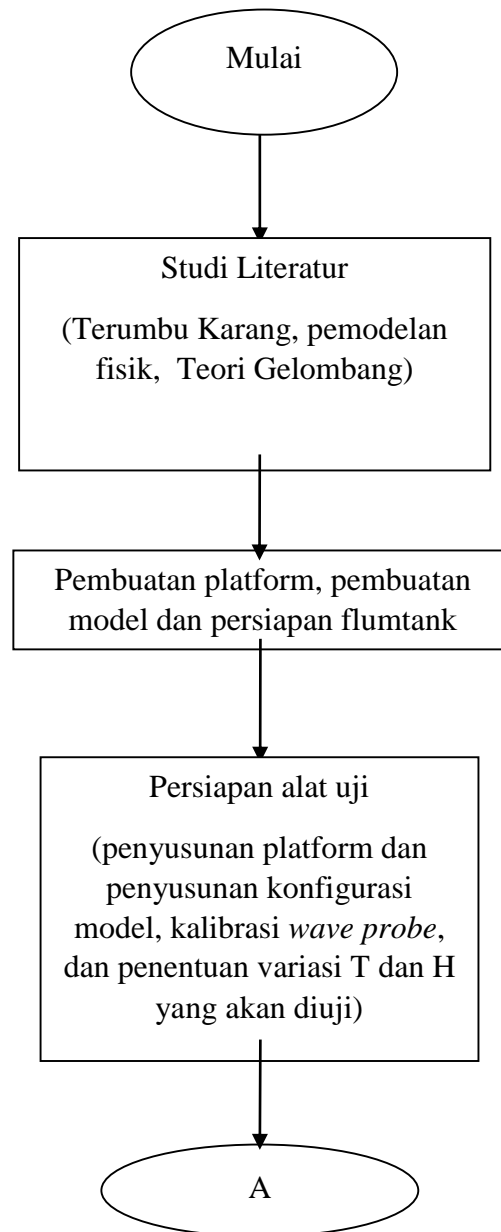 Mulai
Studi Literatur
(Terumbu Karang, pemodelan
fisik, Teori Gelombang)
Pembuatan platform, pembuatan
model dan persiapan flumtank
Persiapan alat uji
(penyusunan platform dan
penyusunan konfigurasi
model, kalibrasi wave probe,
dan penentuan variasi T dan H
yang akan diuji)
A